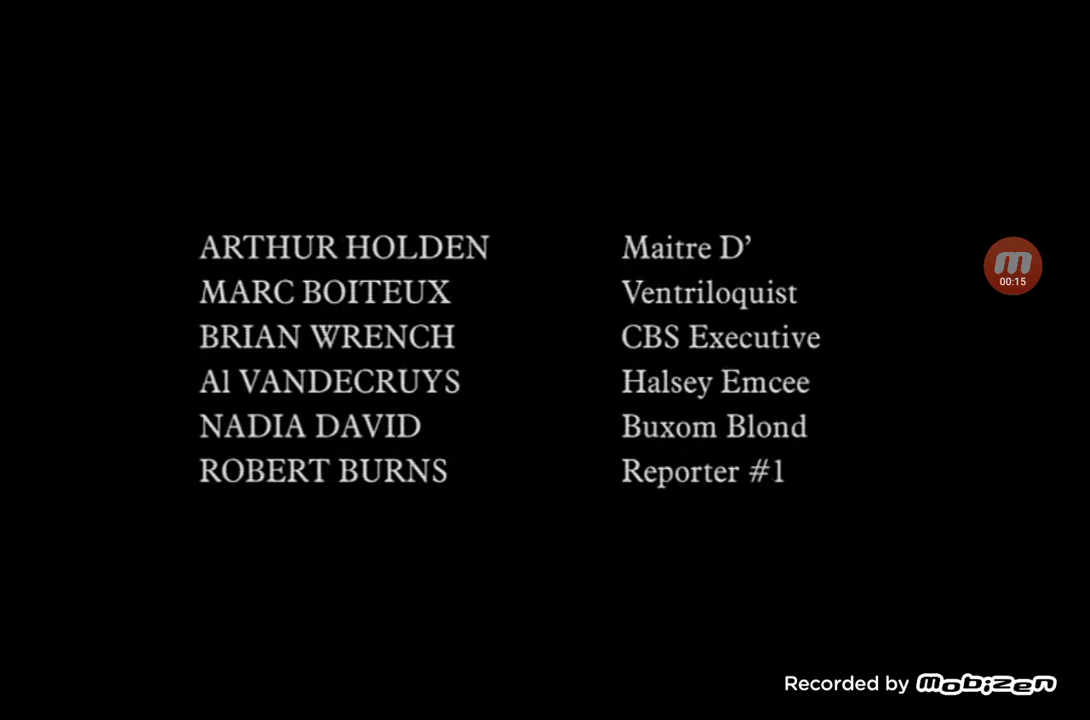 ARTHUR HOLDEN Maitre D’
MARC BOITEUX Ventriloquist
BRIAN WRENCH CBS Executive
Al VANDECRUYS Halsey Emcee
NADIA DAVID Buxom Blond
ROBERT BURNS Reporter #1
00:15
Recorded by mobizen